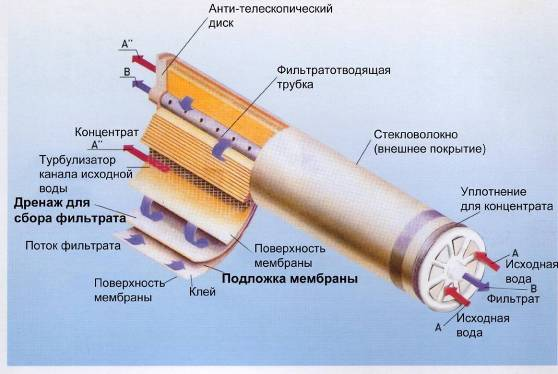 Анти-телескопический
диск
А''
В
Фильтратотводящая
трубка
Концентрат
А''
Турбулизатор
канала исходной
воды
Дренаж для
сбора фильтрата
Поток фильтрата
Поверхность
мембраны
Клей
Подложка мембраны
Поверхность
мембраны
Стекловолокно
(внешнее покрытие)
Уплотнение
для концентрата
А
Исходная
вода
В
Фильтрат
А
Исходная
вода